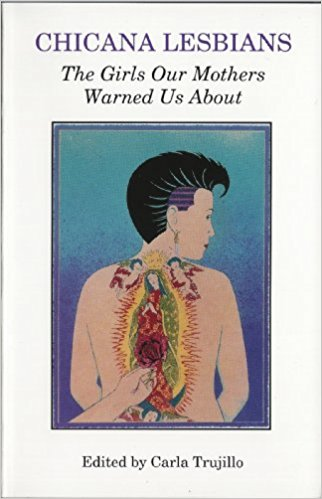 CHICANA LESBIANS
The Girls Our Mothers
Warned Us About
Edited by Carla Trujillo